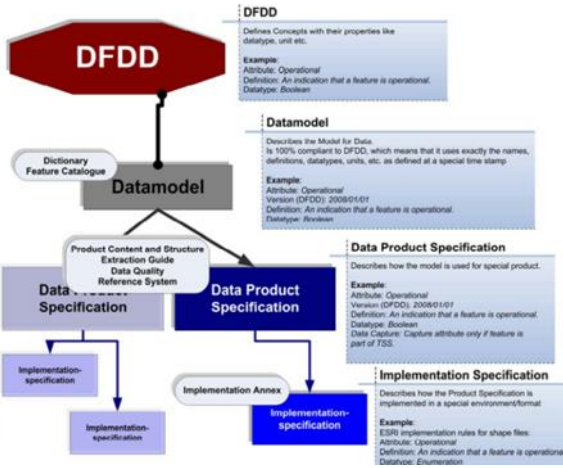 DFDD
DFDD
Defines Concepts with their properties like
datatype, unit etc.
Example:
Attribute: Operational
Definition: An indication that a feature is operational.
Datatype: Boolean
Dictionary
Feature Catalogue
Datamodel
Datamodel
Describes the Model for Data.
Is 100% compliant to DFDD, which means that it uses exactly the names,
definitions, datatypes, units, etc. as defined at a special time stamp
Example:
Attribute: Operational
Version (DFDD): 2008/01/01
Definition: An indication that a feature is operational.
Datatype: Boolean
Product Content and Structure
Extraction Guide
Data Quality
Reference System
Data Product
Specification
Data Product
Specification
Data Product Specification
Describes how the model is used for special product.
Example:
Attribute: Operational
Version (DFDD): 2008/01/01
Definition: An indication that a feature is operational.
Datatype: Boolean
Data Capture: Capture attribute only if feature is
part of TSS.
Implementation-
specification
Implementation-
specification
Implementation Annex
Implementation-
specification
Implementation Specification
Describes how the Product Specification is
implemented in a special environment/format
Example:
ESRI implementation rules for shape files:
Attribute: Operational
Definition: An indication that a feature is operational
Datatype: Enumeration